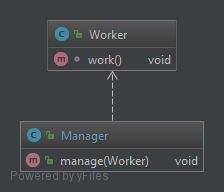 C Worker
m work() void
C Manager
m manage(Worker) void
Powered by yFiles